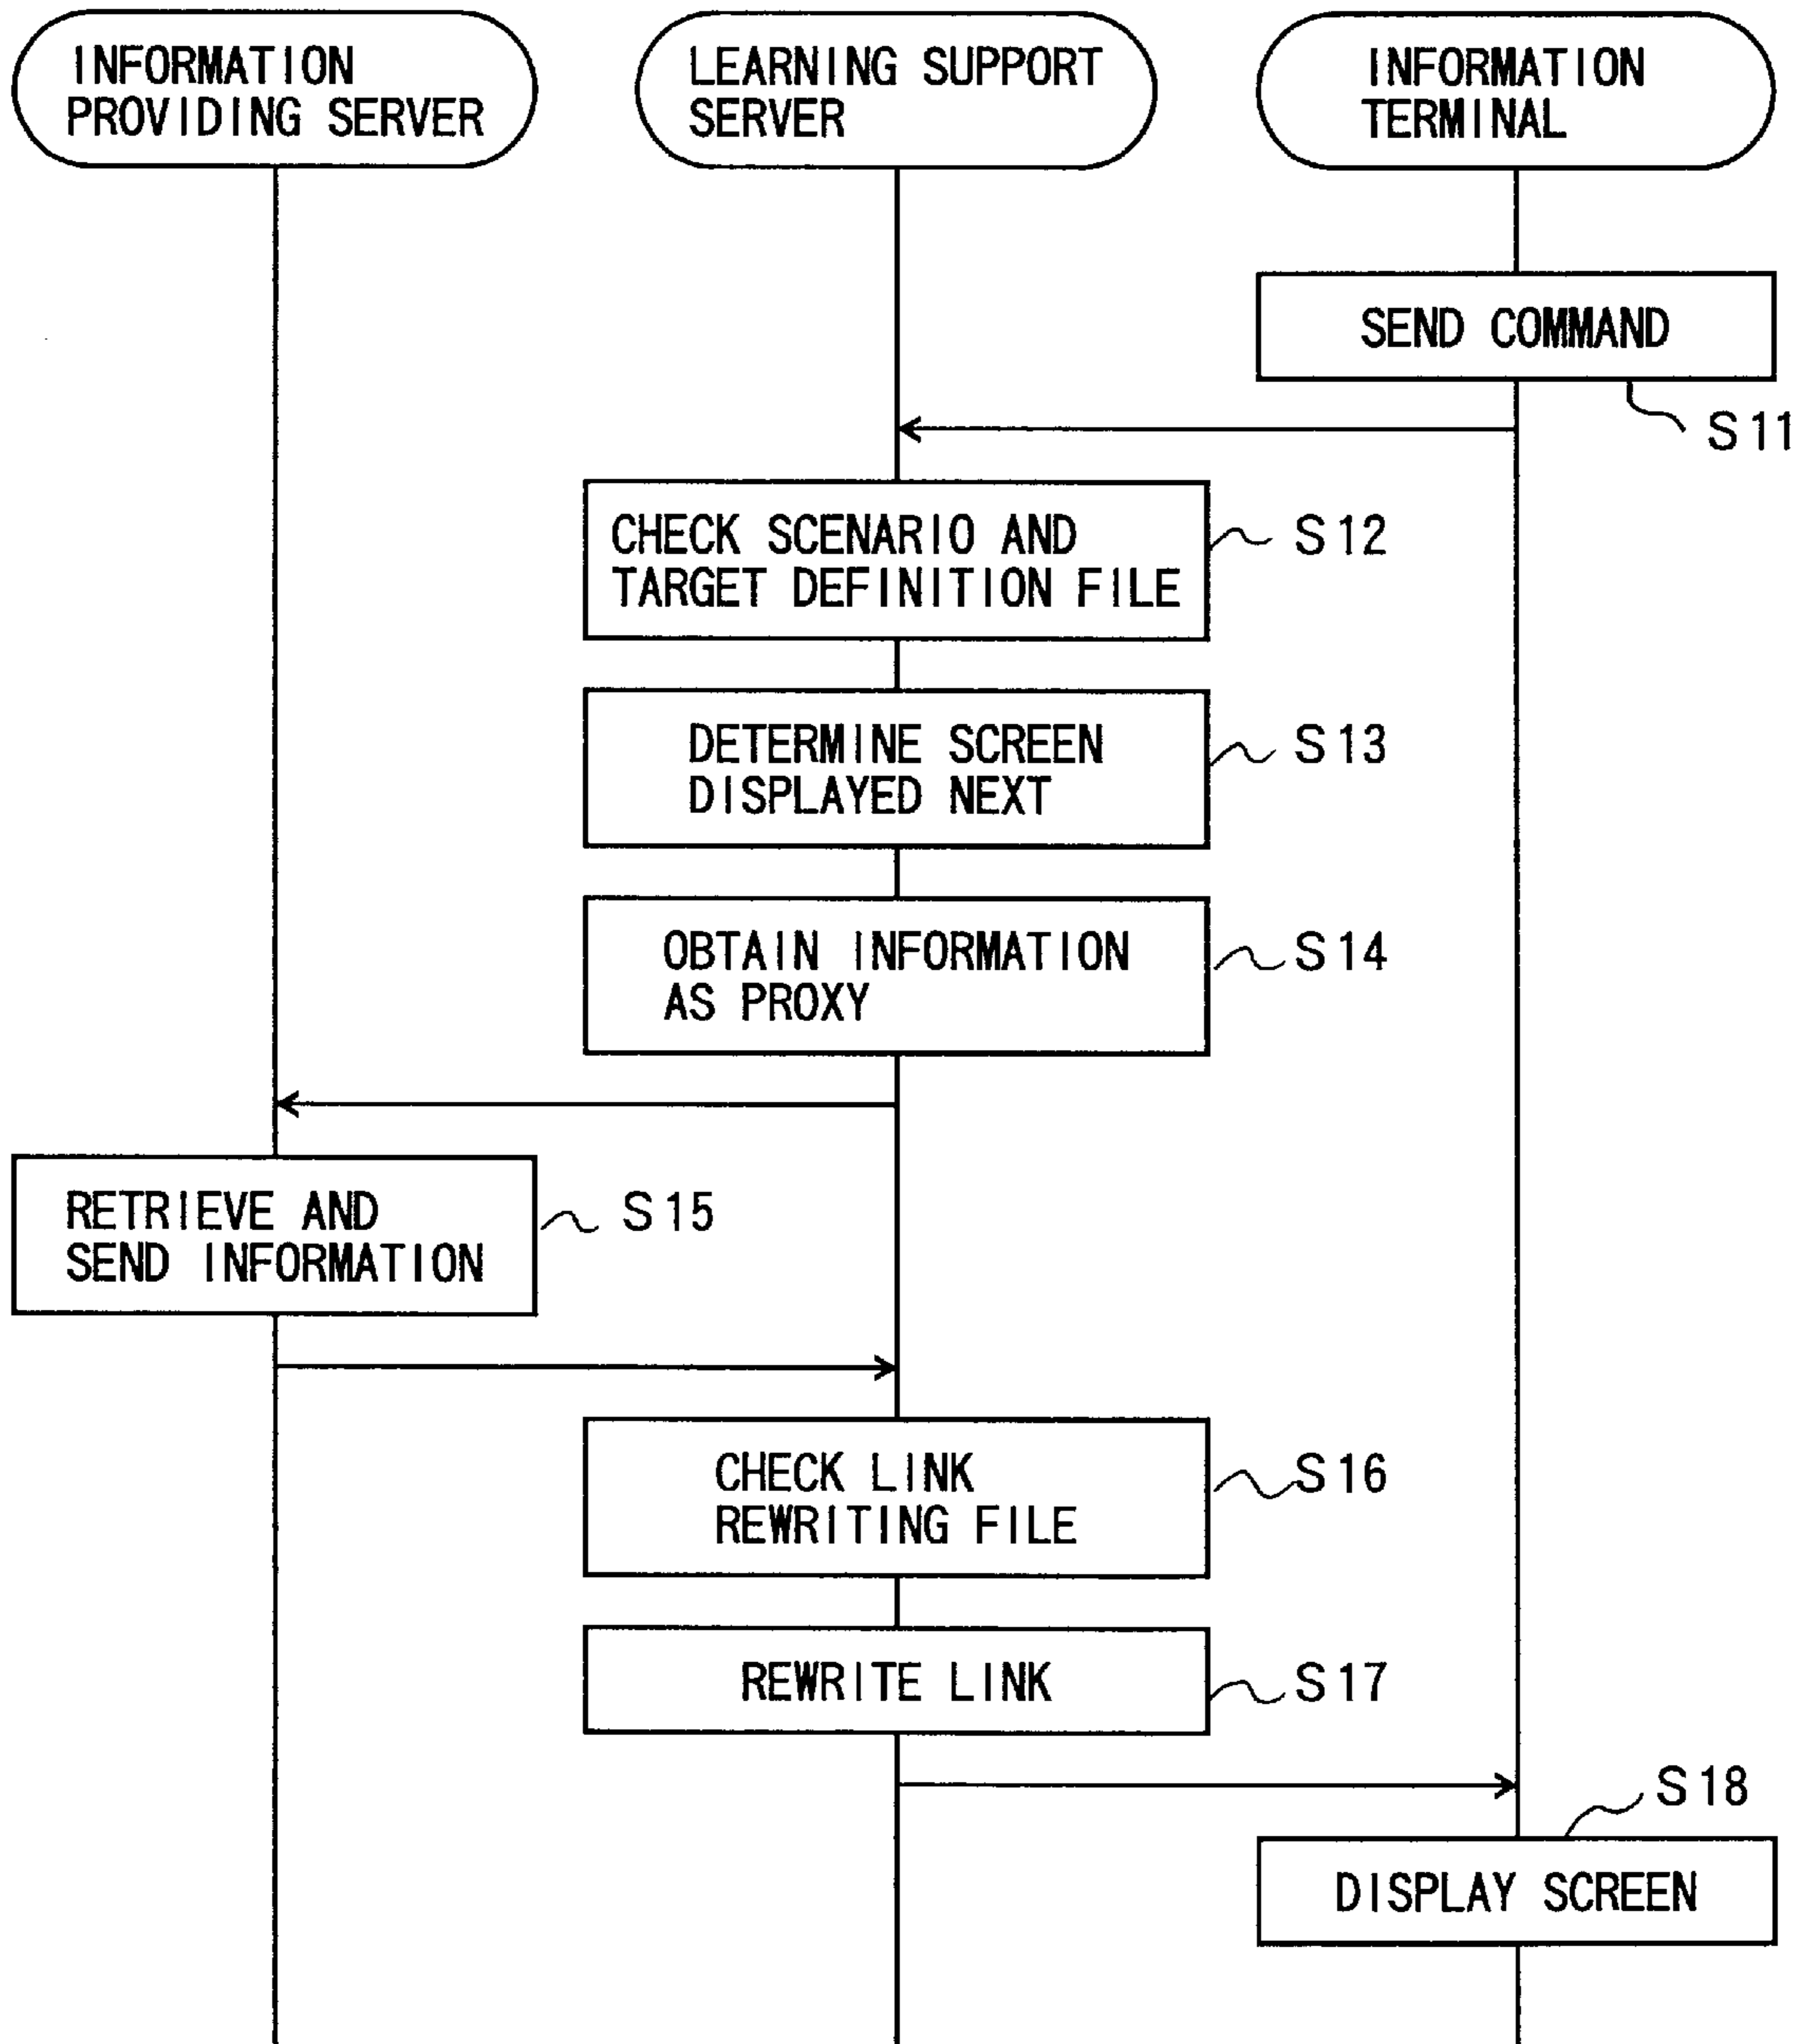 INFORMATION
PROVIDING SERVER
LEARNING SUPPORT
SERVER
INFORMATION
TERMINAL
SEND COMMAND
S11
CHECK SCENARIO AND
TARGET DEFINITION FILE
S12
DETERMINE SCREEN
DISPLAYED NEXT
S13
OBTAIN INFORMATION
AS PROXY
S14
RETRIEVE AND
SEND INFORMATION
S15
CHECK LINK
REWRITING FILE
S16
REWRITE LINK
S17
S18
DISPLAY SCREEN